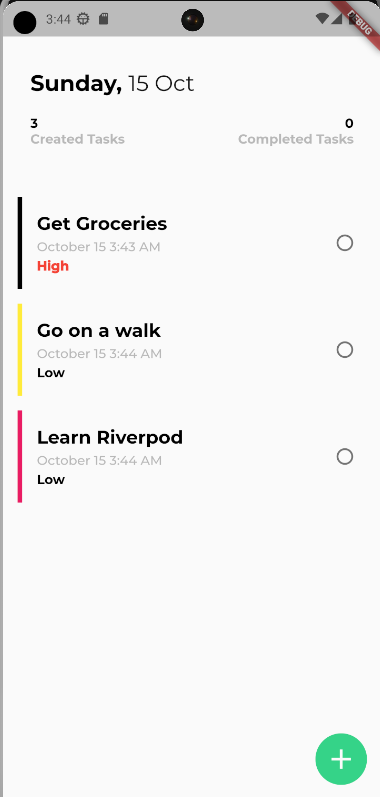 3:44
DEBUG
Sunday, 15 Oct
3
0
Created Tasks
Completed Tasks
Get Groceries
October 15 3:43 AM
High
Go on a walk
October 15 3:44 AM
Low
Learn Riverpod
October 15 3:44 AM
Low